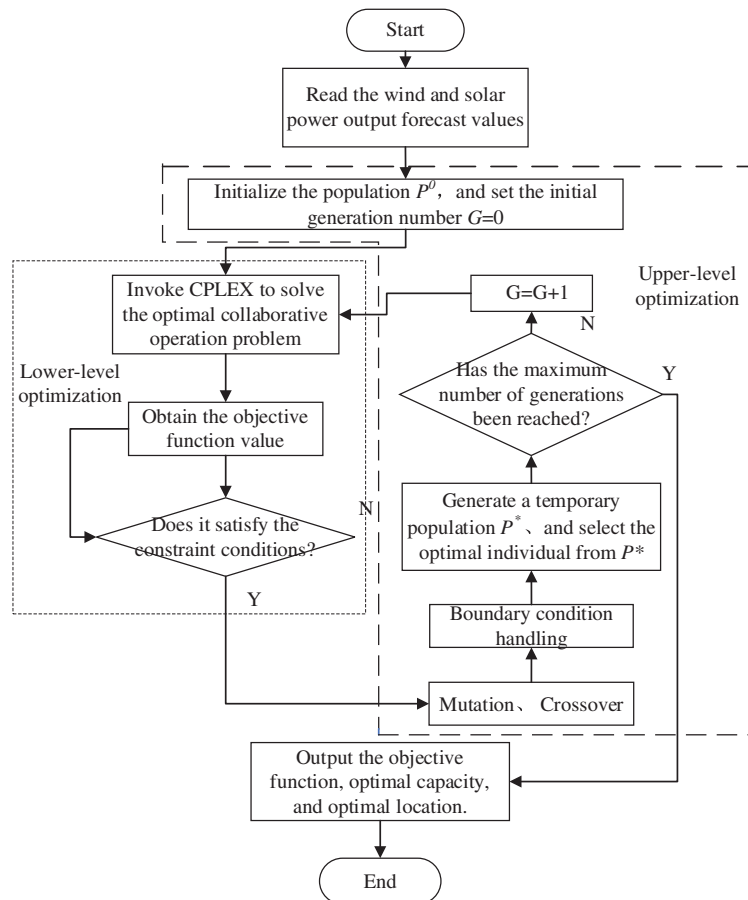 Start
Read the wind and solar
power output forecast values
Initialize the population P⁰，and set the initial
generation number G=0
Upper-level
optimization
Invoke CPLEX to solve
the optimal collaborative
operation problem
G=G+1
N
Has the maximum
number of generations
been reached?
Y
Lower-level
optimization
Obtain the objective
function value
Does it satisfy the
constraint conditions?
N
Y
Generate a temporary
population P*、and select the
optimal individual from P*
Boundary condition
handling
Mutation、 Crossover
Output the objective
function, optimal capacity,
and optimal location.
End